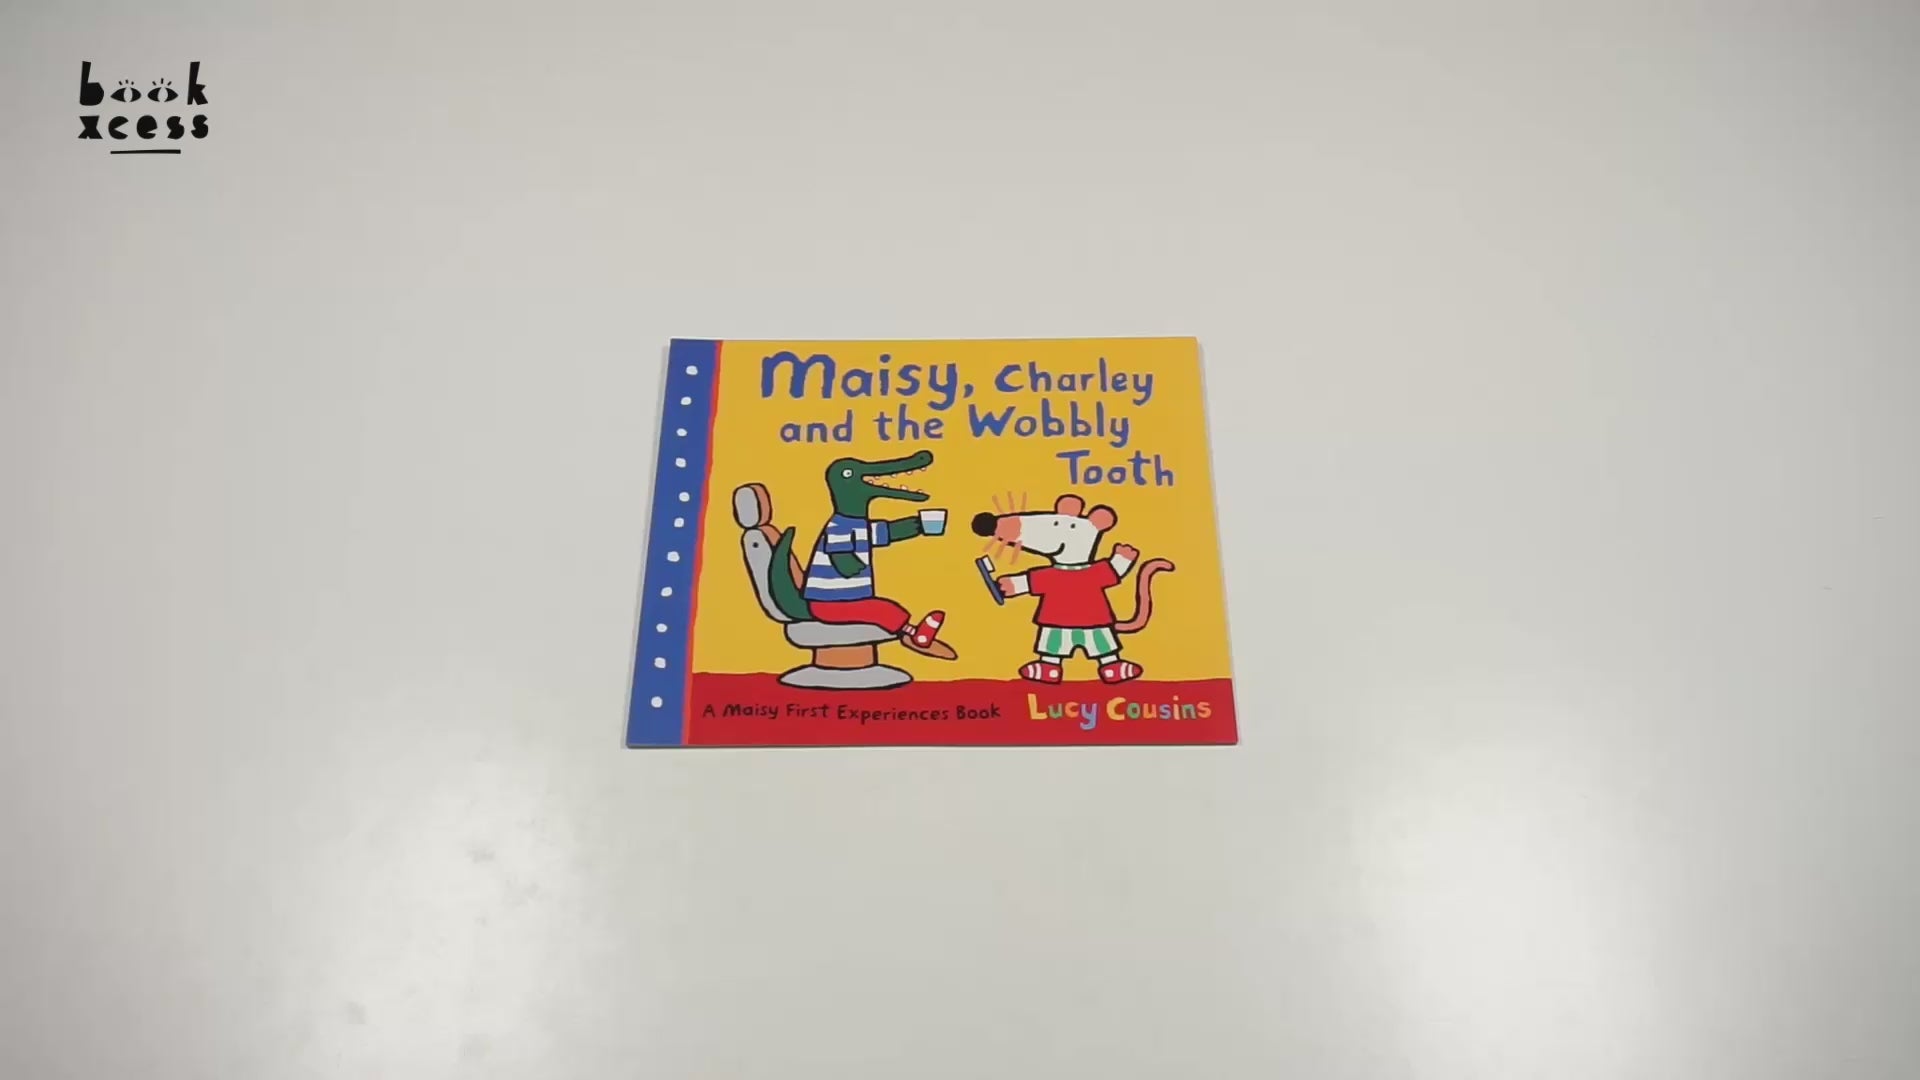 book
xcess
Maisy, Charley
and the Wobbly
Tooth
A Maisy First Experiences Book
Lucy Cousins